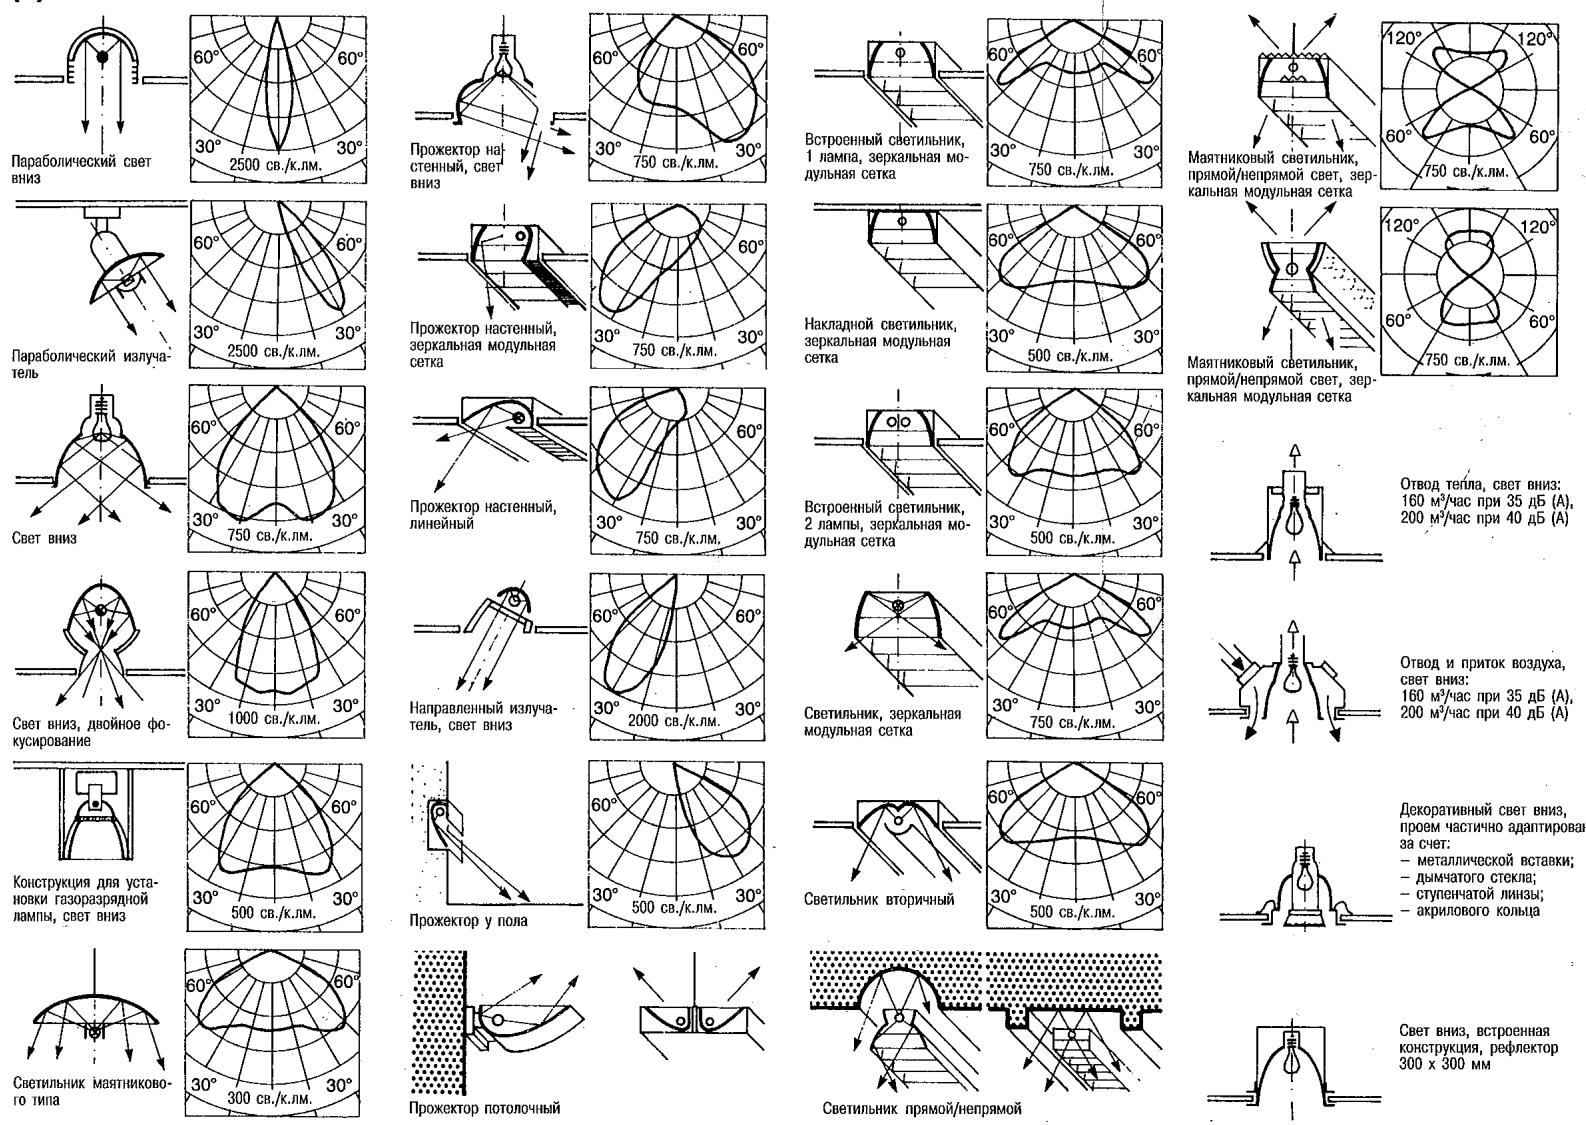 60°
60°
30°
30°
2500 св./к.лм.
Параболический свет
вниз
60°
60°
30°
30°
2500 св./к.лм.
Параболический излуча-
тель
60°
60°
30°
30°
750 св./к.лм.
Свет вниз
60°
60°
30°
30°
1000 св./к.лм.
Свет вниз, двойное фо-
кусирование
60°
60°
30°
30°
500 св./к.лм.
Конструкция для уста-
новки газоразрядной
лампы, свет вниз
60°
60°
30°
30°
300 св./к.лм.
Светильник маятниково-
го типа
60°
60°
30°
30°
750 св./к.лм.
Прожектор на-
стенный, свет
вниз
60°
60°
30°
30°
750 св./к.лм.
Прожектор настенный,
зеркальная модульная
сетка
60°
30°
30°
750 св./к.лм.
Прожектор настенный,
линейный
60°
60°
30°
30°
2000 св./к.лм.
Направленный излуча-
тель, свет вниз
60°
60°
30°
30°
500 св./к.лм.
Прожектор у пола
Прожектор потолочный
60°
60°
30°
30°
750 св./к.лм.
Встроенный светильник,
1 лампа, зеркальная мо-
дульная сетка
60°
60°
30°
30°
500 св./к.лм.
Накладной светильник,
зеркальная модульная
сетка
60°
60°
30°
30°
500 св./к.лм.
Встроенный светильник,
2 лампы, зеркальная мо-
дульная сетка
60°
60°
30°
30°
750 св./к.лм.
Светильник, зеркальная
модульная сетка
60°
60°
30°
30°
500 св./к.лм.
Светильник вторичный
Светильник прямой/непрямой
120°
120°
60°
60°
750 св./к.лм.
Маятниковый светильник,
прямой/непрямой свет, зер-
кальная модульная сетка
120°
120°
60°
60°
750 св./к.лм.
Маятниковый светильник,
прямой/непрямой свет, зер-
кальная модульная сетка
Отвод тепла, свет вниз:
160 м³/час при 35 дБ (А),
200 м³/час при 40 дБ (А)
Отвод и приток воздуха,
свет вниз:
160 м³/час при 35 дБ (А),
200 м³/час при 40 дБ (А)
Декоративный свет вниз,
проем частично адаптирован
за счет:
– металлической вставки;
– дымчатого стекла;
– ступенчатой линзы;
– акрилового кольца
Свет вниз, встроенная
конструкция, рефлектор
300 х 300 мм